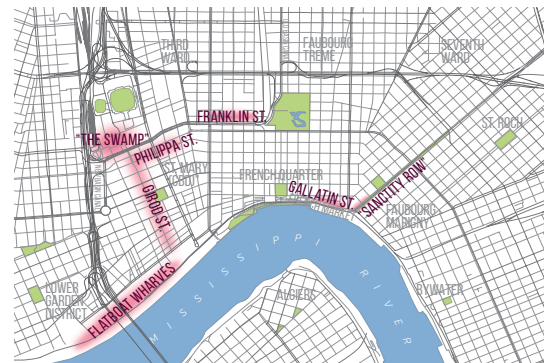 THIRD
WARD
FAUBOURG
TREME
SEVENTH
WARD
FRANKLIN ST.
ST. ROCH
"THE SWAMP"
PHILIPPA ST.
ST. MARY
FRENCH QUARTER
GIROD ST.
GALLATIN ST.
"SANCTITY ROW"
FAUBOURG
MARIGNY
MISSISSIPPI RIVER
FLATBOAT WHARVES
LOWER
GARDEN
DISTRICT
ALGIERS
BYWATER